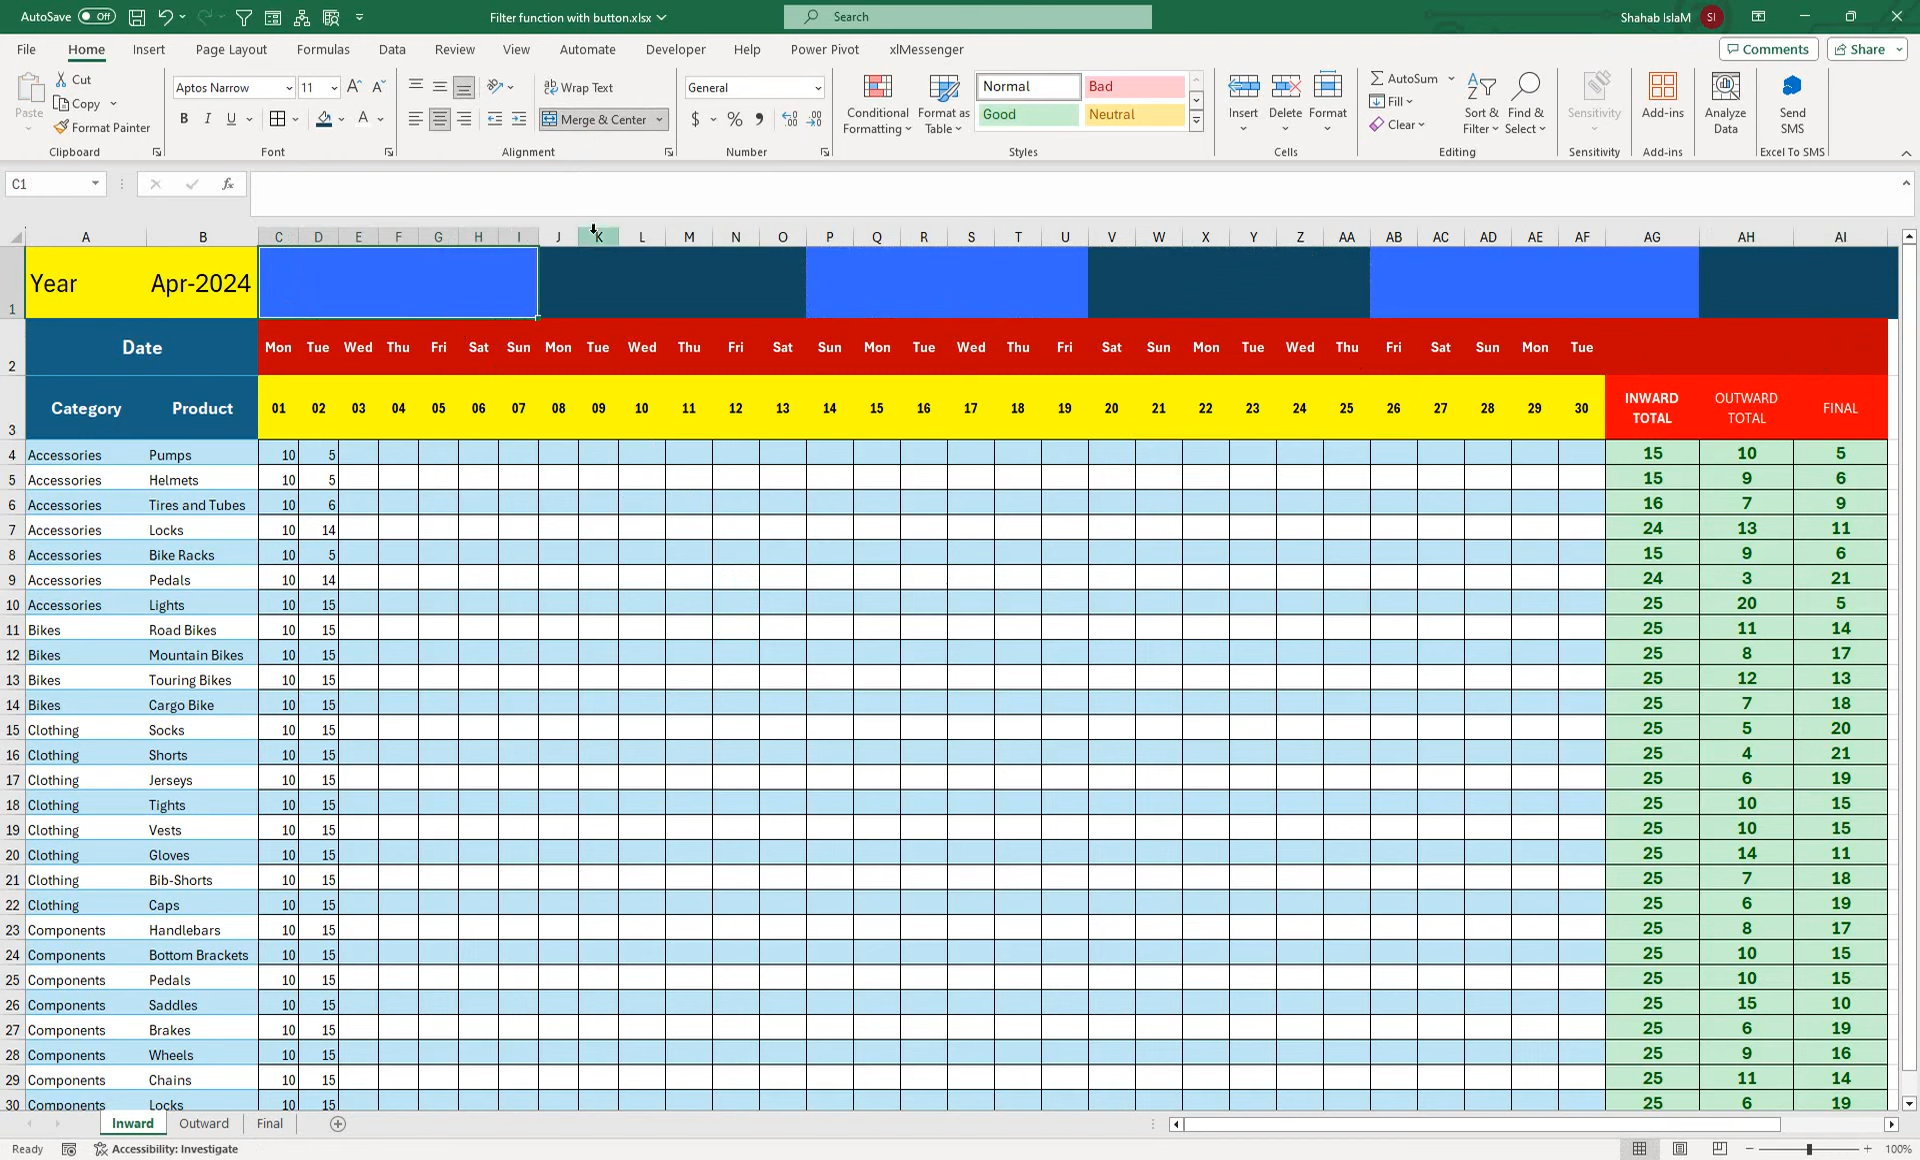 AutoSave Off Filter function with button.xlsx Search Shahab IslaM SI
File Home Insert Page Layout Formulas Data Review View Automate Developer Help Power Pivot xlMessenger Comments Share
Paste Cut Copy Format Painter Clipboard
Aptos Narrow 11 B I U Font
Wrap Text Merge & Center Alignment
General $ % Number
Conditional Formatting Format as Table Normal Bad Good Neutral Styles
Insert Delete Format Cells
AutoSum Fill Clear Sort & Filter Find & Select Editing
Sensitivity Sensitivity
Add-ins Add-ins
Analyze Data
Send SMS Excel To SMS
C1 fx
A B C D E F G H I J K L M N O P Q R S T U V W X Y Z AA AB AC AD AE AF AG AH AI
1 Year Apr-2024
2 Date Mon Tue Wed Thu Fri Sat Sun Mon Tue Wed Thu Fri Sat Sun Mon Tue Wed Thu Fri Sat Sun Mon Tue Wed Thu Fri Sat Sun Mon Tue
3 Category Product 01 02 03 04 05 06 07 08 09 10 11 12 13 14 15 16 17 18 19 20 21 22 23 24 25 26 27 28 29 30 INWARD TOTAL OUTWARD TOTAL FINAL
4 Accessories Pumps 10 5 15 10 5
5 Accessories Helmets 10 5 15 9 6
6 Accessories Tires and Tubes 10 6 16 7 9
7 Accessories Locks 10 14 24 13 11
8 Accessories Bike Racks 10 5 15 9 6
9 Accessories Pedals 10 14 24 3 21
10 Accessories Lights 10 15 25 20 5
11 Bikes Road Bikes 10 15 25 11 14
12 Bikes Mountain Bikes 10 15 25 8 17
13 Bikes Touring Bikes 10 15 25 12 13
14 Bikes Cargo Bike 10 15 25 7 18
15 Clothing Socks 10 15 25 5 20
16 Clothing Shorts 10 15 25 4 21
17 Clothing Jerseys 10 15 25 6 19
18 Clothing Tights 10 15 25 10 15
19 Clothing Vests 10 15 25 10 15
20 Clothing Gloves 10 15 25 14 11
21 Clothing Bib-Shorts 10 15 25 7 18
22 Clothing Caps 10 15 25 6 19
23 Components Handlebars 10 15 25 8 17
24 Components Bottom Brackets 10 15 25 10 15
25 Components Pedals 10 15 25 10 15
26 Components Saddles 10 15 25 15 10
27 Components Brakes 10 15 25 6 19
28 Components Wheels 10 15 25 9 16
29 Components Chains 10 15 25 11 14
30 Components Locks 10 15 25 6 19
Inward Outward Final
Ready Accessibility: Investigate 100%